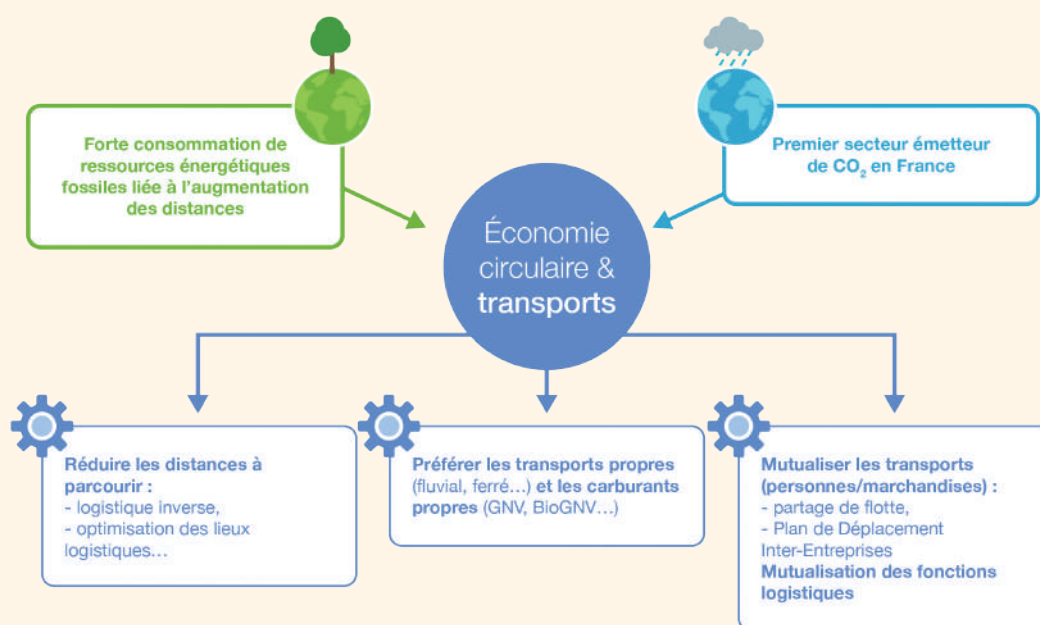 Forte consommation de
ressources énergétiques
fossiles liée à l'augmentation
des distances
Premier secteur émetteur
de CO₂ en France
Économie
circulaire &
transports
Réduire les distances à
parcourir :
- logistique inverse,
- optimisation des lieux
logistiques...
Préférer les transports propres
(fluvial, ferré...) et les carburants
propres (GNV, BioGNV...)
Mutualiser les transports
(personnes/marchandises) :
- partage de flotte,
- Plan de Déplacement
Inter-Entreprises
Mutualisation des fonctions
logistiques